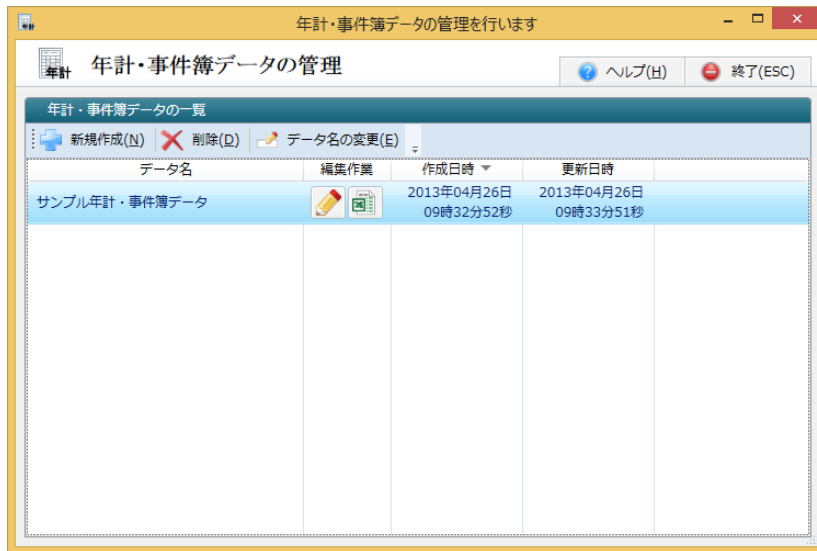 年計・事件簿データの管理を行います
年計 年計・事件簿データの管理 ヘルプ(H) 終了(ESC)
年計・事件簿データの一覧
新規作成(N) 削除(D) データ名の変更(E)
データ名 編集作業 作成日時 更新日時
サンプル年計・事件簿データ 2013年04月26日 2013年04月26日
09時32分52秒 09時33分51秒